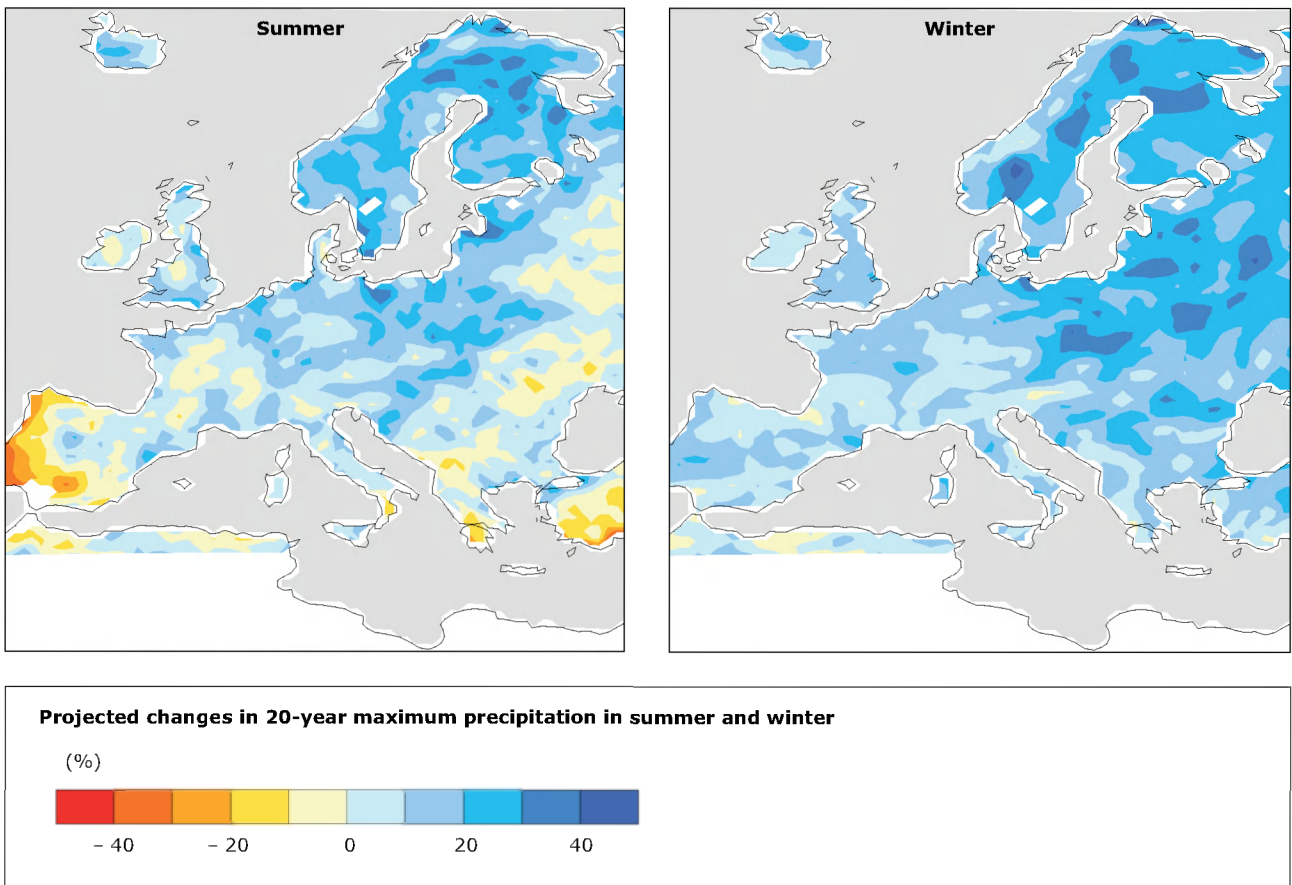 Summer
Winter
Projected changes in 20-year maximum precipitation in summer and winter
(%)
– 40 – 20 0 20 40